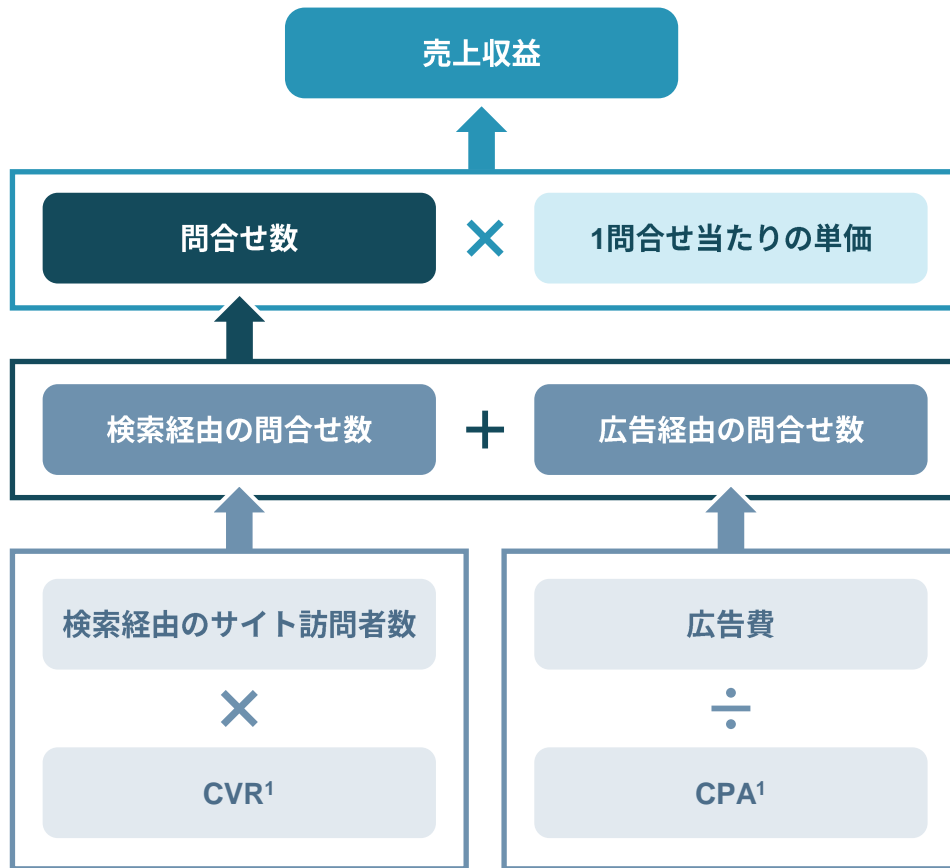 売上収益
問合せ数
×
1問合せ当たりの単価
検索経由の問合せ数
+
広告経由の問合せ数
検索経由のサイト訪問者数
×
CVR¹
広告費
÷
CPA¹